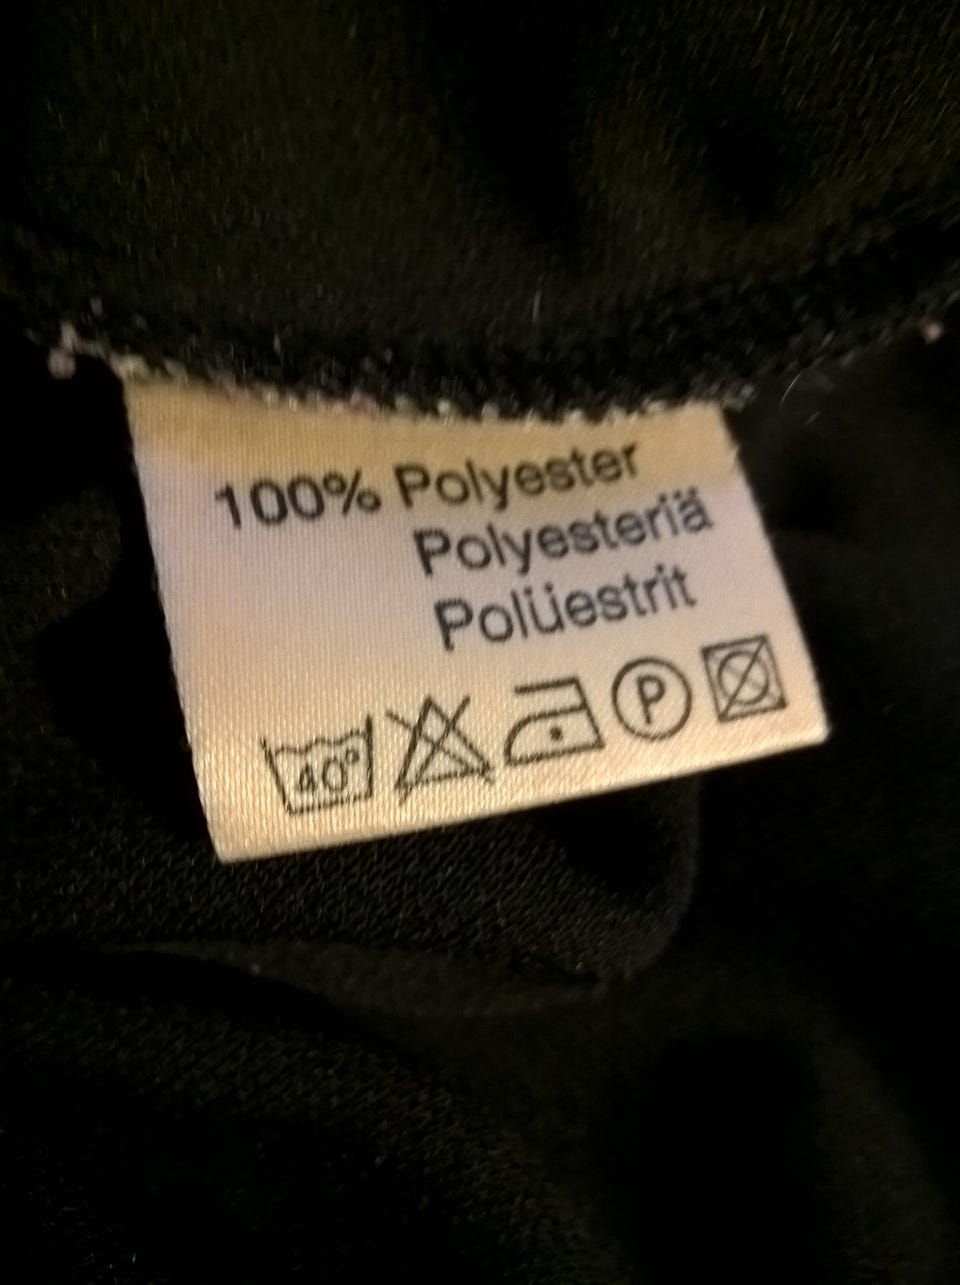 100% Polyester
Polyesteriä
Polüestrit
40° P